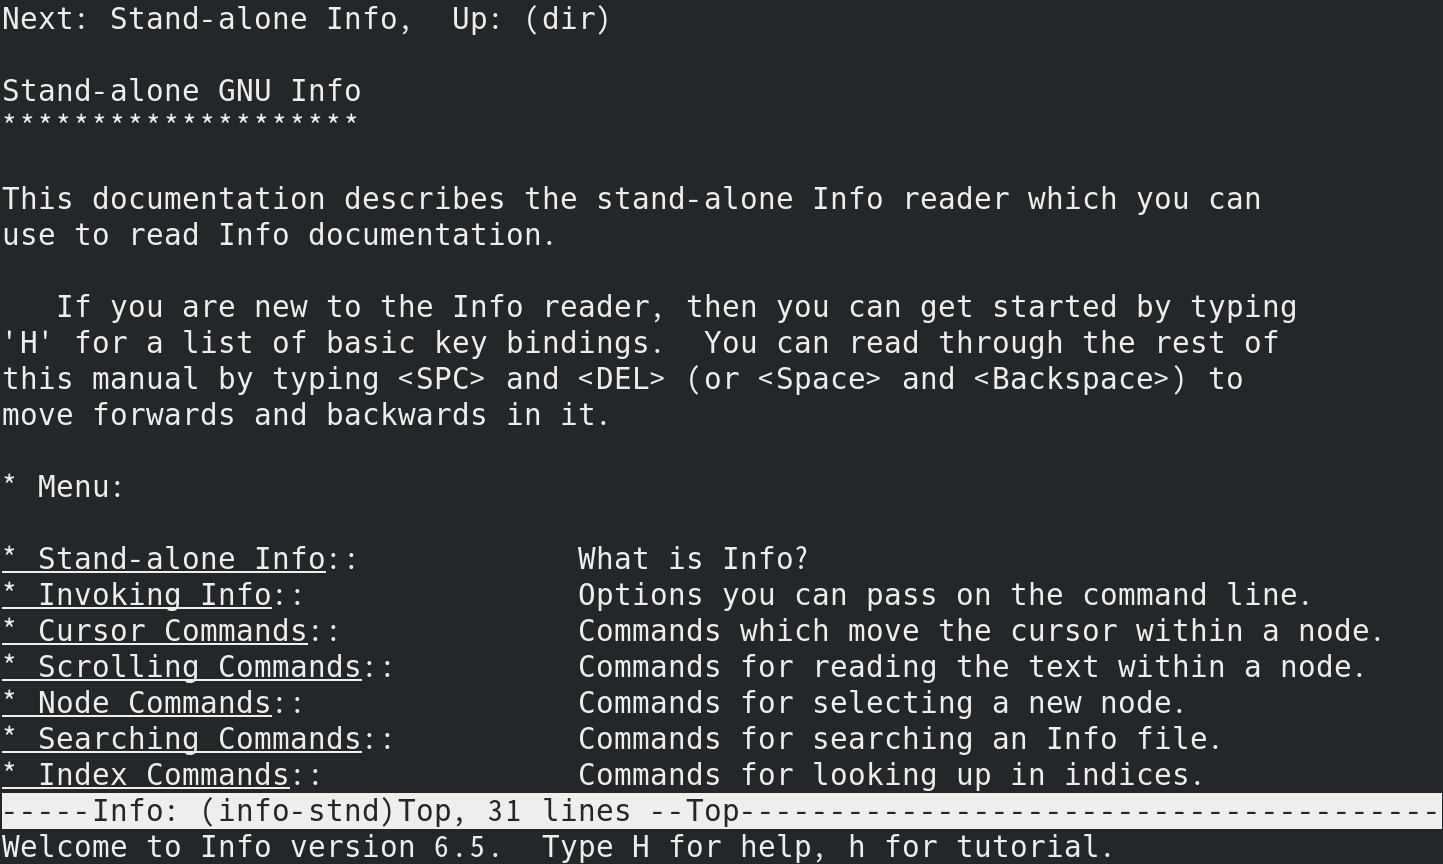 Next: Stand-alone Info,  Up: (dir)
Stand-alone GNU Info
********************
This documentation describes the stand-alone Info reader which you can
use to read Info documentation.
   If you are new to the Info reader, then you can get started by typing
'H' for a list of basic key bindings.  You can read through the rest of
this manual by typing <SPC> and <DEL> (or <Space> and <Backspace>) to
move forwards and backwards in it.
* Menu:
* Stand-alone Info::            What is Info?
* Invoking Info::               Options you can pass on the command line.
* Cursor Commands::             Commands which move the cursor within a node.
* Scrolling Commands::          Commands for reading the text within a node.
* Node Commands::               Commands for selecting a new node.
* Searching Commands::          Commands for searching an Info file.
* Index Commands::              Commands for looking up in indices.
-----Info: (info-stnd)Top, 31 lines --Top---------------------------------------
Welcome to Info version 6.5.  Type H for help, h for tutorial.